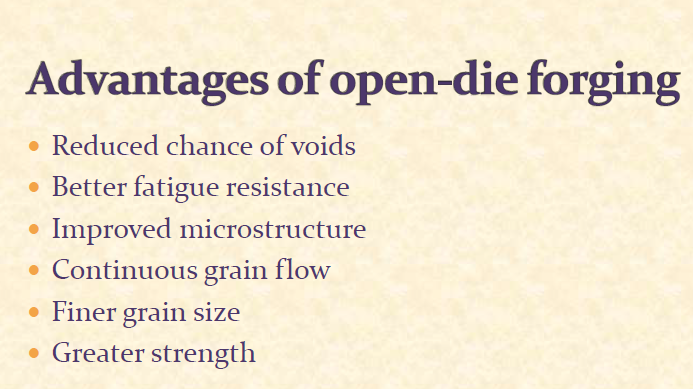 Advantages of open-die forging
• Reduced chance of voids
• Better fatigue resistance
• Improved microstructure
• Continuous grain flow
• Finer grain size
• Greater strength